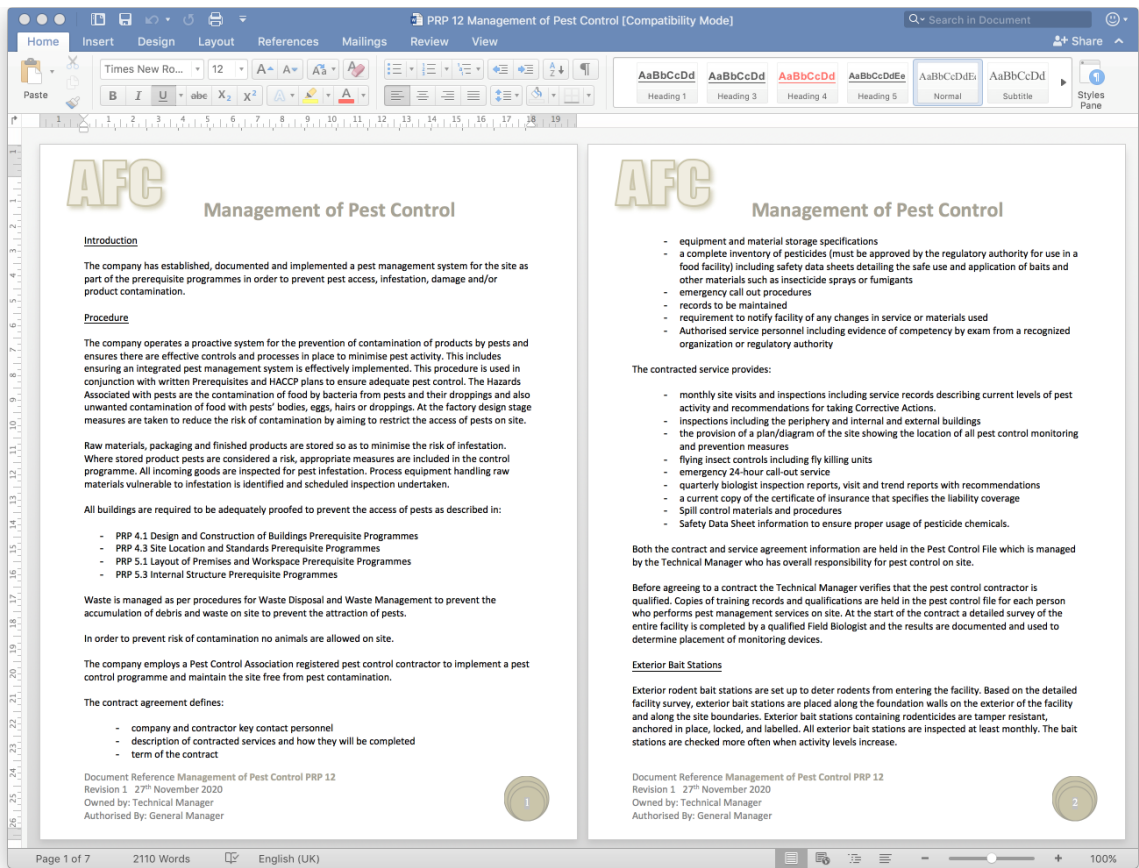 PRP 12 Management of Pest Control [Compatibility Mode]
Search in Document
Home Insert Design Layout References Mailings Review View
Share
Paste
Times New Ro... 12
AaBbCcDd AaBbCcDd AaBbCcDd AaBbCcDdEe AaBbCcDdEe AaBbCcDd
Heading 1 Heading 3 Heading 4 Heading 5 Normal Subtitle
Styles
Pane
AFC
Management of Pest Control
Introduction
The company has established, documented and implemented a pest management system for the site as
part of the prerequisite programmes in order to prevent pest access, infestation, damage and/or
product contamination.
Procedure
The company operates a proactive system for the prevention of contamination of products by pests and
ensures there are effective controls and processes in place to minimise pest activity. This includes
ensuring an integrated pest management system is effectively implemented. This procedure is used in
conjunction with written Prerequisites and HACCP plans to ensure adequate pest control. The Hazards
Associated with pests are the contamination of food by bacteria from pests and their droppings and also
unwanted contamination of food with pests' bodies, eggs, hairs or droppings. At the factory design stage
measures are taken to reduce the risk of contamination by aiming to restrict the access of pests on site.
Raw materials, packaging and finished products are stored so as to minimise the risk of infestation.
Where stored product pests are considered a risk, appropriate measures are included in the control
programme. All incoming goods are inspected for pest infestation. Process equipment handling raw
materials vulnerable to infestation is identified and scheduled inspection undertaken.
All buildings are required to be adequately proofed to prevent the access of pests as described in:
- PRP 4.1 Design and Construction of Buildings Prerequisite Programmes
- PRP 4.3 Site Location and Standards Prerequisite Programmes
- PRP 5.1 Layout of Premises and Workspace Prerequisite Programmes
- PRP 5.3 Internal Structure Prerequisite Programmes
Waste is managed as per procedures for Waste Disposal and Waste Management to prevent the
accumulation of debris and waste on site to prevent the attraction of pests.
In order to prevent risk of contamination no animals are allowed on site.
The company employs a Pest Control Association registered pest control contractor to implement a pest
control programme and maintain the site free from pest contamination.
The contract agreement defines:
- company and contractor key contact personnel
- description of contracted services and how they will be completed
- term of the contract
Document Reference Management of Pest Control PRP 12
Revision 1 27th November 2020
Owned by: Technical Manager
Authorised By: General Manager
1
AFC
Management of Pest Control
- equipment and material storage specifications
- a complete inventory of pesticides (must be approved by the regulatory authority for use in a
food facility) including safety data sheets detailing the safe use and application of baits and
other materials such as insecticide sprays or fumigants
- emergency call out procedures
- records to be maintained
- requirement to notify facility of any changes in service or materials used
- Authorised service personnel including evidence of competency by exam from a recognized
organization or regulatory authority
The contracted service provides:
- monthly site visits and inspections including service records describing current levels of pest
activity and recommendations for taking Corrective Actions.
- inspections including the periphery and internal and external buildings
- the provision of a plan/diagram of the site showing the location of all pest control monitoring
and prevention measures
- flying insect controls including fly killing units
- emergency 24-hour call-out service
- quarterly biologist inspection reports, visit and trend reports with recommendations
- a current copy of the certificate of insurance that specifies the liability coverage
- Spill control materials and procedures
- Safety Data Sheet information to ensure proper usage of pesticide chemicals.
Both the contract and service agreement information are held in the Pest Control File which is managed
by the Technical Manager who has overall responsibility for pest control on site.
Before agreeing to a contract the Technical Manager verifies that the pest control contractor is
qualified. Copies of training records and qualifications are held in the pest control file for each person
who performs pest management services on site. At the start of the contract a detailed survey of the
entire facility is completed by a qualified Field Biologist and the results are documented and used to
determine placement of monitoring devices.
Exterior Bait Stations
Exterior rodent bait stations are set up to deter rodents from entering the facility. Based on the detailed
facility survey, exterior bait stations are placed along the foundation walls on the exterior of the facility
and along the site boundaries. Exterior bait stations containing rodenticides are tamper resistant,
anchored in place, locked, and labelled. All exterior bait stations are inspected at least monthly. The bait
stations are checked more often when activity levels increase.
Document Reference Management of Pest Control PRP 12
Revision 1 27th November 2020
Owned by: Technical Manager
Authorised By: General Manager
2
Page 1 of 7 2110 Words English (UK) 100%